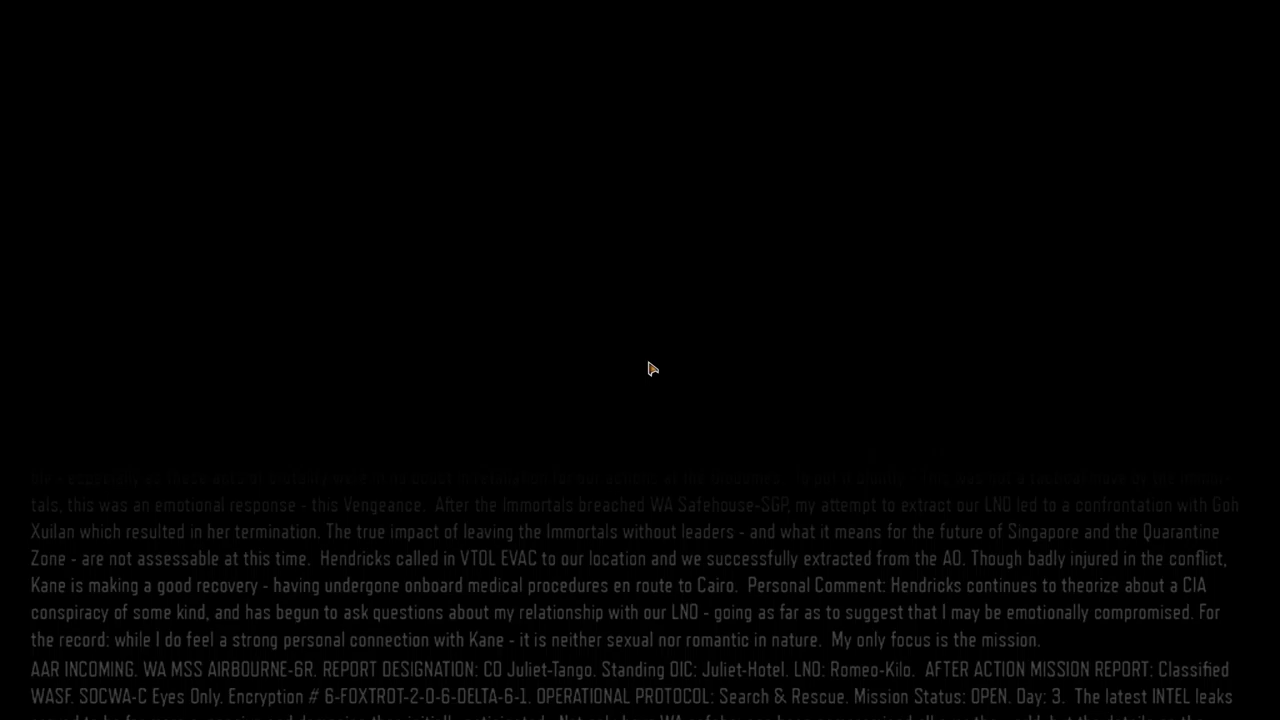 tals, this was an emotional response - this Vengeance.  After the Immortals breached WA Safehouse-SGP, my attempt to extract our LNO led to a confrontation with Goh
Xuilan which resulted in her termination. The true impact of leaving the Immortals without leaders - and what it means for the future of Singapore and the Quarantine
Zone - are not assessable at this time.  Hendricks called in VTOL EVAC to our location and we successfully extracted from the AO. Though badly injured in the conflict,
Kane is making a good recovery - having undergone onboard medical procedures en route to Cairo.  Personal Comment: Hendricks continues to theorize about a CIA
conspiracy of some kind, and has begun to ask questions about my relationship with our LNO - going as far as to suggest that I may be emotionally compromised. For
the record: while I do feel a strong personal connection with Kane - it is neither sexual nor romantic in nature.  My only focus is the mission.
AAR INCOMING. WA MSS AIRBOURNE-6R. REPORT DESIGNATION: CO Juliet-Tango. Standing OIC: Juliet-Hotel. LNO: Romeo-Kilo.  AFTER ACTION MISSION REPORT: Classified
WASF. SOCWA-C Eyes Only. Encryption # 6-FOXTROT-2-0-6-DELTA-6-1. OPERATIONAL PROTOCOL: Search & Rescue. Mission Status: OPEN. Day: 3.  The latest INTEL leaks